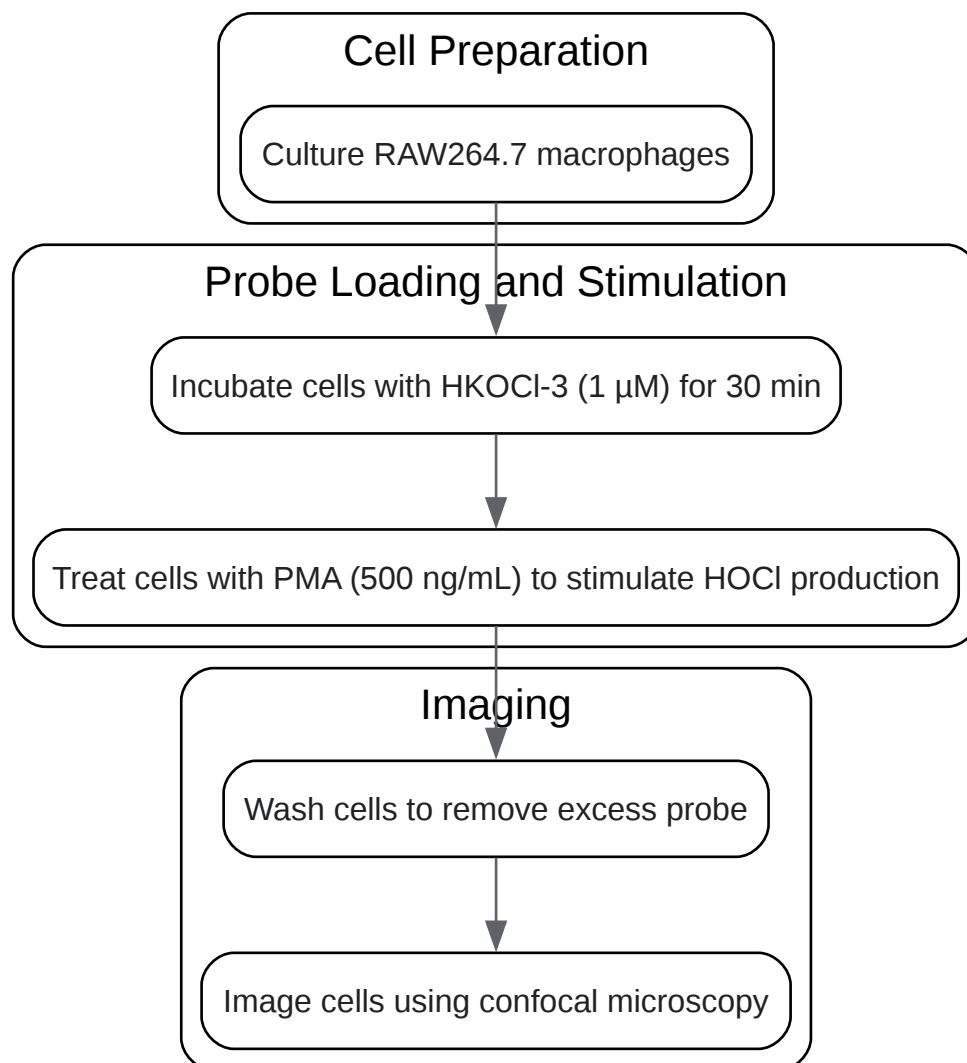 Cell Preparation
Culture RAW264.7 macrophages
Probe Loading and Stimulation
Incubate cells with HKOCl-3 (1 µM) for 30 min
Treat cells with PMA (500 ng/mL) to stimulate HOCl production
Imaging
Wash cells to remove excess probe
Image cells using confocal microscopy